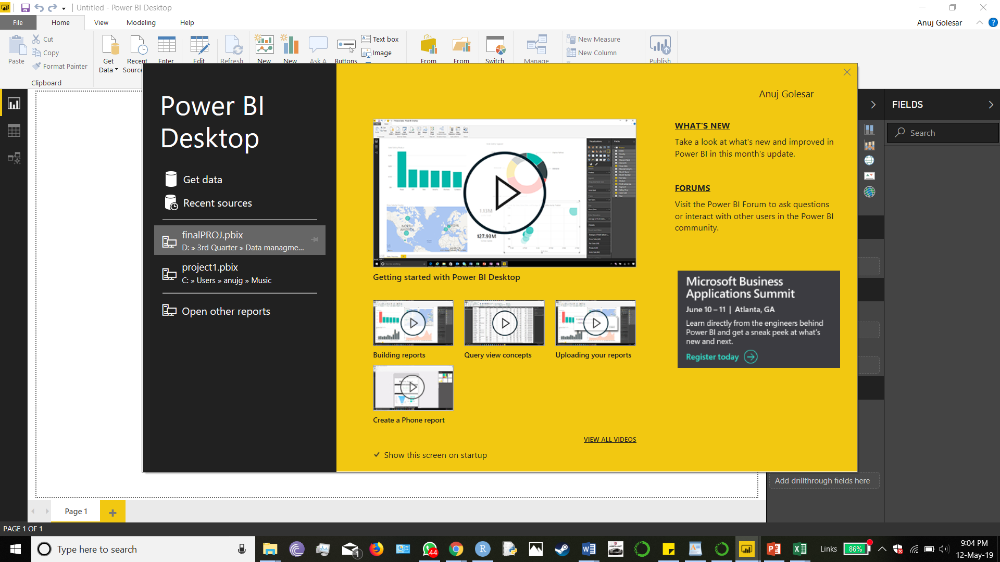 Untitled - Power BI Desktop
File
Home
View
Modeling
Help
Anuj Golesar
Paste
Cut
Copy
Format Painter
Clipboard
Get
Data
Recent
Sourc
Enter
Edit
Refresh
New
New
Ask A
Buttons
Text box
Image
From
From
Switch
Manage
New Measure
New Column
Publish
Power BI
Desktop
Get data
Recent sources
finalPROJ.pbix
D: » 3rd Quarter » Data managme...
project1.pbix
C: » Users » anujg » Music
Open other reports
Anuj Golesar
1.13M
127.93M
Getting started with Power BI Desktop
Building reports
Query view concepts
Uploading your reports
Create a Phone report
VIEW ALL VIDEOS
Show this screen on startup
WHAT'S NEW
Take a look at what's new and improved in
Power BI in this month's update.
FORUMS
Visit the Power BI Forum to ask questions
or interact with other users in the Power BI
community.
Microsoft Business
Applications Summit
June 10 – 11 | Atlanta, GA
Learn directly from the engineers behind
Power BI and get a sneak peek at what's
new and next.
Register today
FIELDS
Search
Add drillthrough fields here
Page 1
PAGE 1 OF 1
Type here to search
1
44
Links
86%
9:04 PM
12-May-19